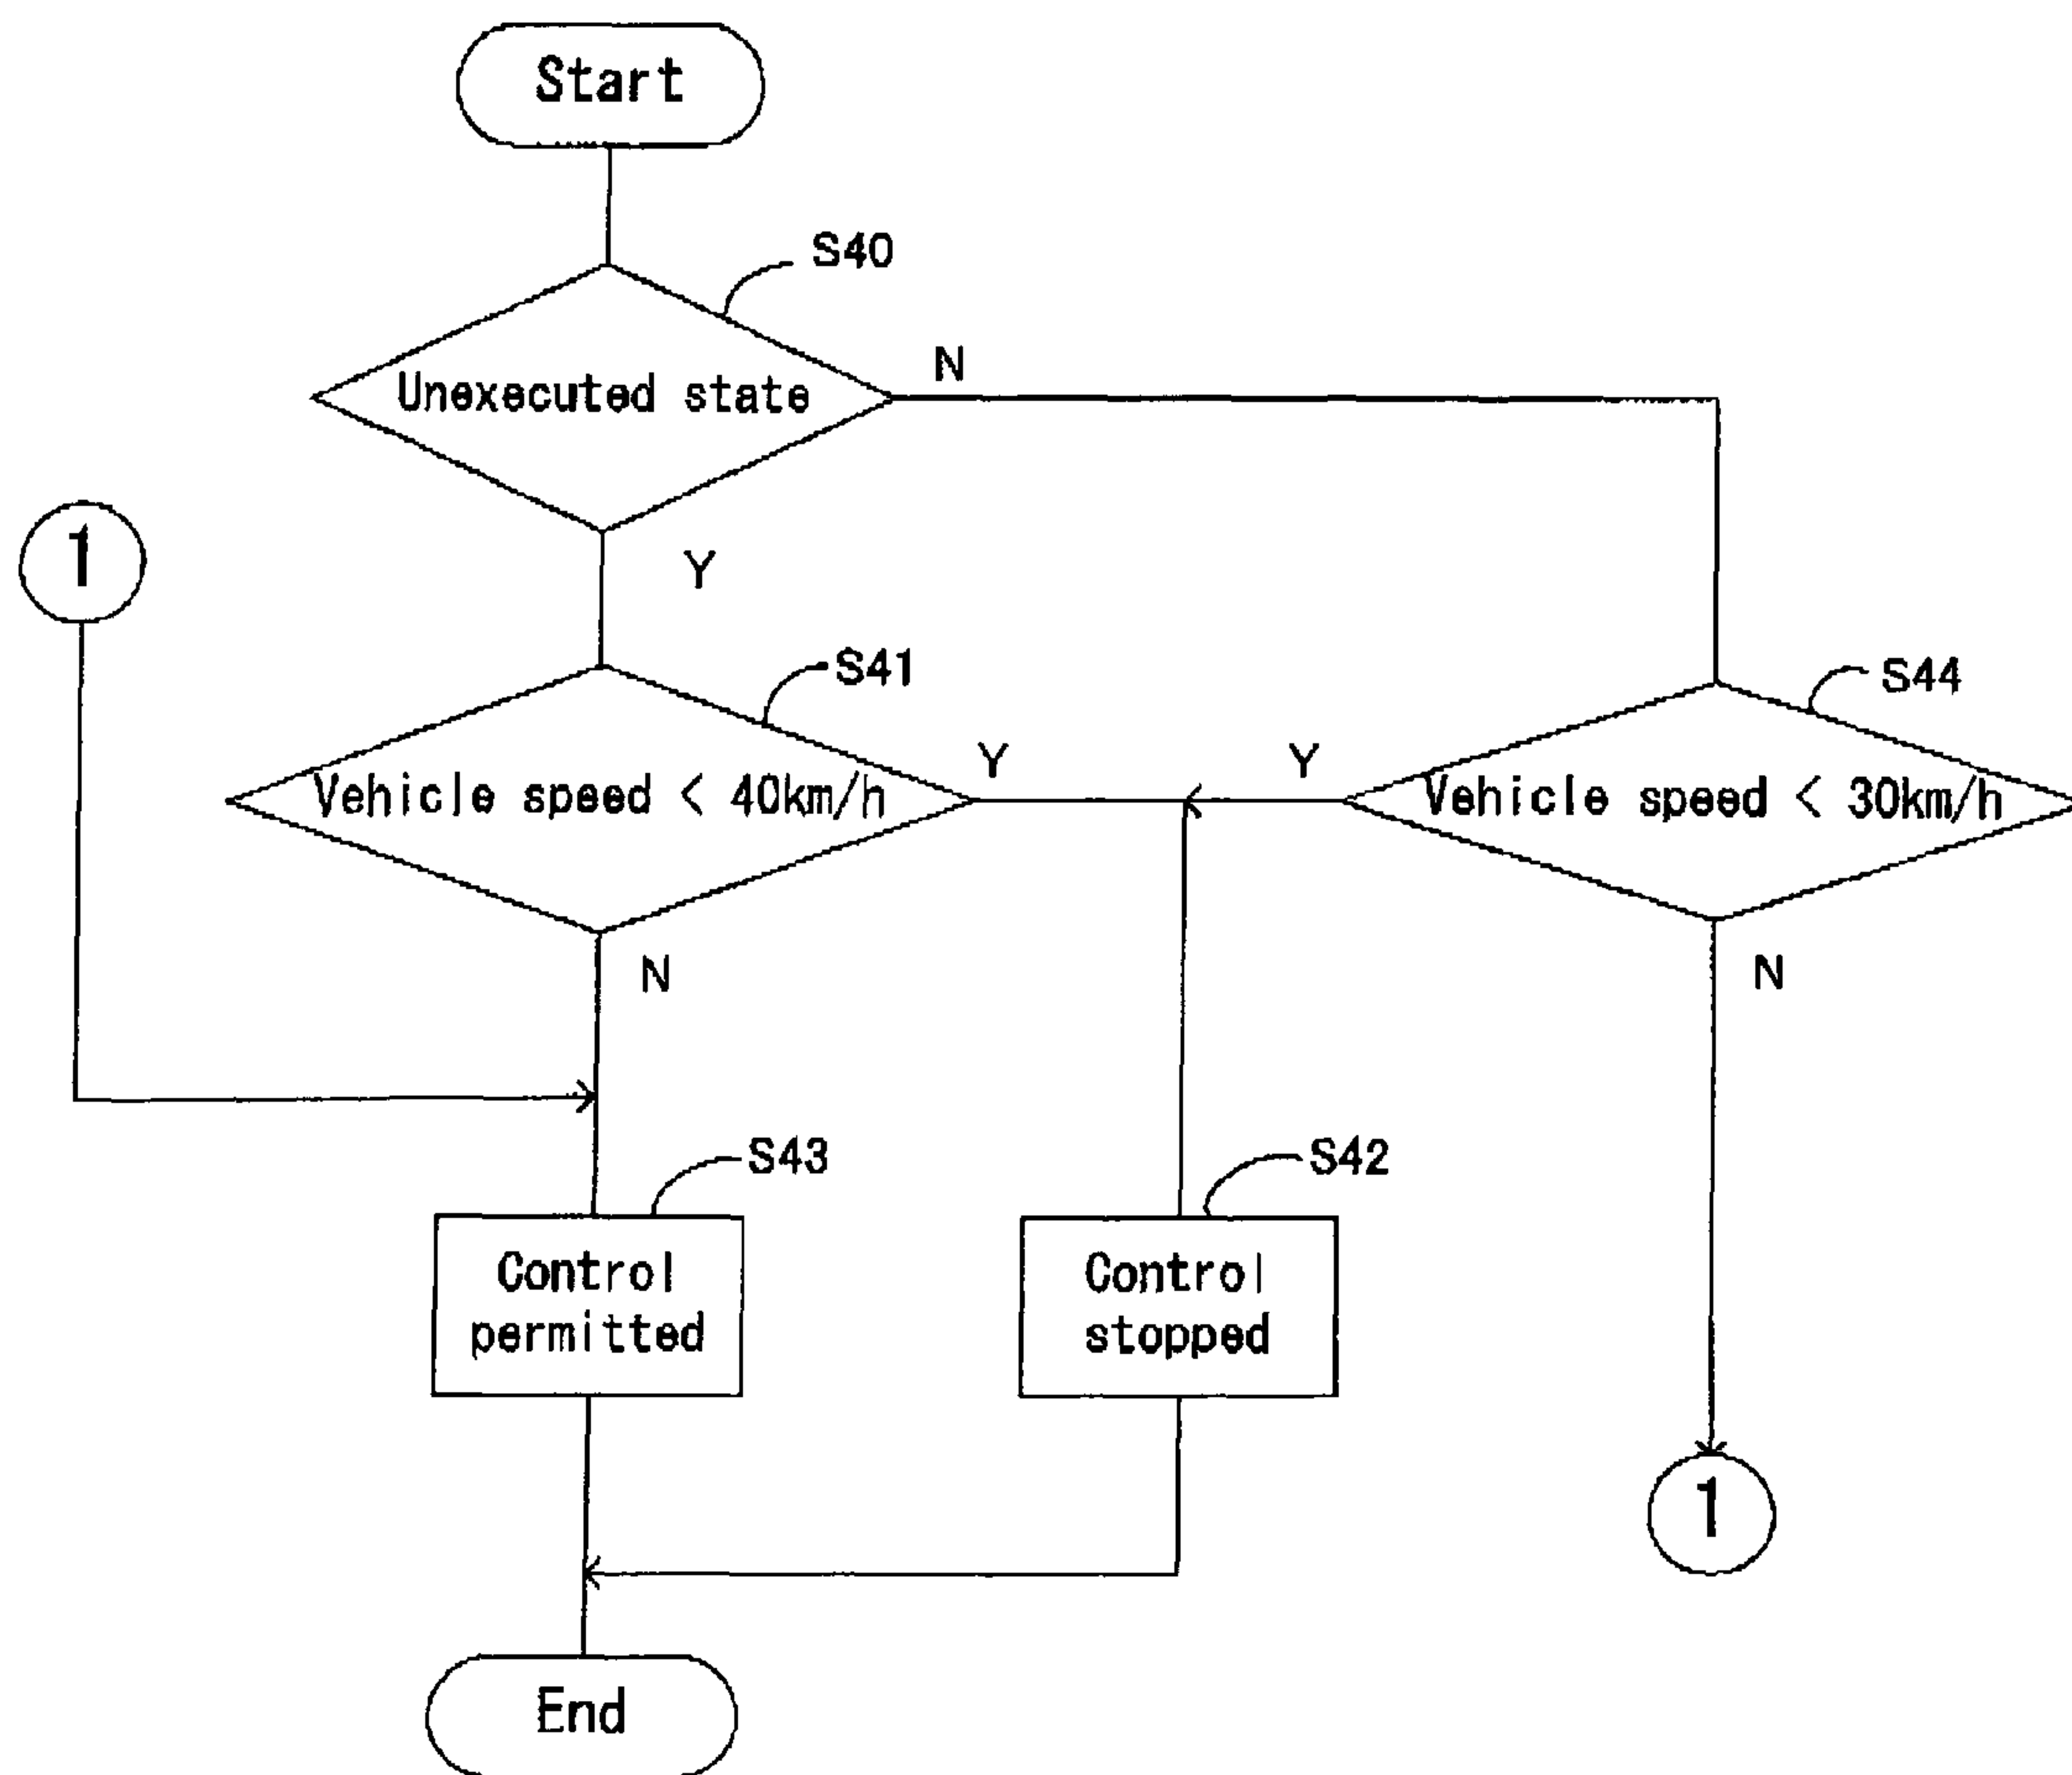 Start
S40
Unexecuted state
N
1
Y
S41
S44
Vehicle speed < 40km/h
Y
Y
Vehicle speed < 30km/h
N
N
S43
S42
Control
permitted
Control
stopped
1
End